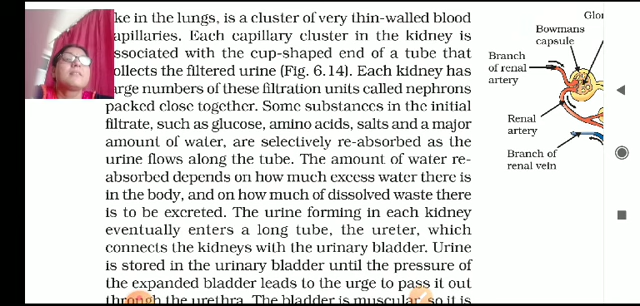 ke in the lungs, is a cluster of very thin-walled blood
apillaries. Each capillary cluster in the kidney is
ssociated with the cup-shaped end of a tube that
ollects the filtered urine (Fig. 6.14). Each kidney has
arge numbers of these filtration units called nephrons
packed close together. Some substances in the initial
filtrate, such as glucose, amino acids, salts and a major
amount of water, are selectively re-absorbed as the
urine flows along the tube. The amount of water re-
absorbed depends on how much excess water there is
in the body, and on how much of dissolved waste there
is to be excreted. The urine forming in each kidney
eventually enters a long tube, the ureter, which
connects the kidneys with the urinary bladder. Urine
is stored in the urinary bladder until the pressure of
the expanded bladder leads to the urge to pass it out
through the urethra. The bladder is muscular, so it is
Glo
Bowmans
capsule
Branch
of renal
artery
Renal
artery
Branch of
renal vein